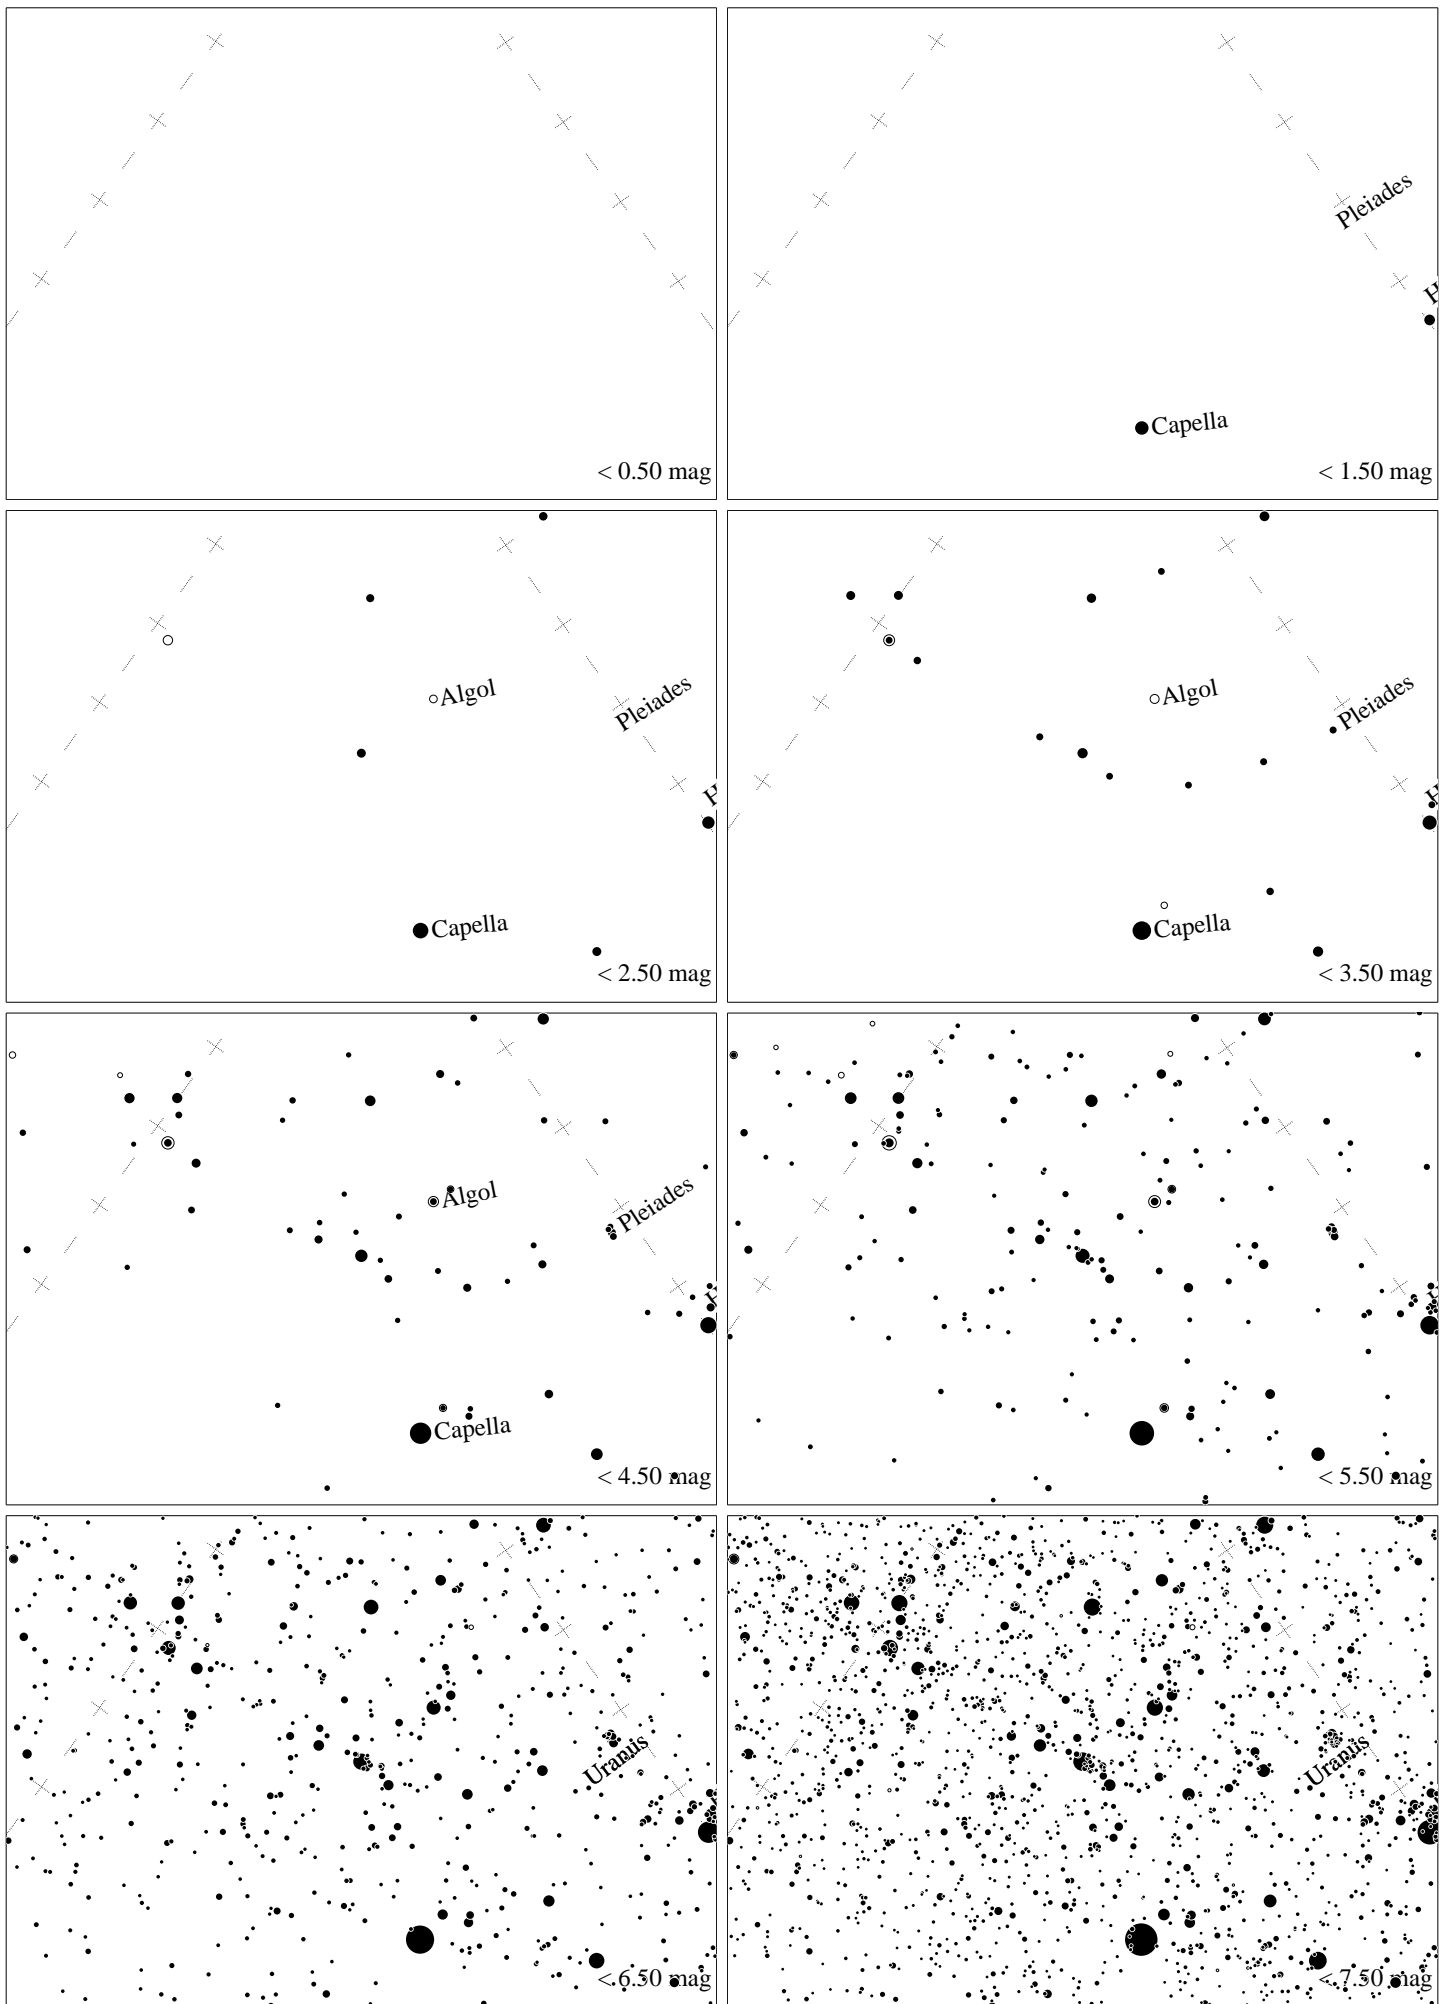 < 0.50 mag
Pleiades
H
Capella
< 1.50 mag
Algol
Pleiades
H
Capella
< 2.50 mag
Algol
Pleiades
H
Capella
< 3.50 mag
Algol
Pleiades
H
Capella
< 4.50 mag
H
< 5.50 mag
Uranus
< 6.50 mag
Uranus
< 7.50 mag